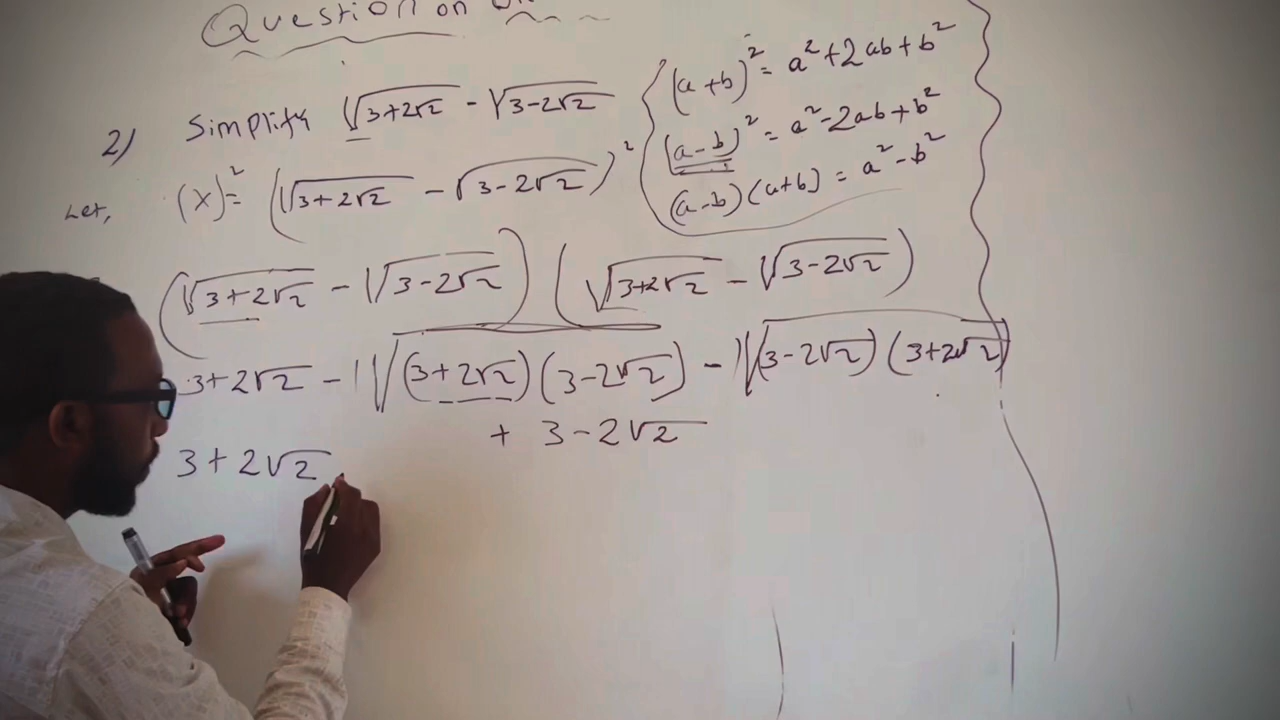 Question on
2) Simplify √(3+2√2) - √(3-2√2)
Let, (x)² = (√(3+2√2) - √(3-2√2))²
(√(3+2√2) - √(3-2√2)) (√(3+2√2) - √(3-2√2))
3+2√2 - √((3+2√2)(3-2√2)) - √((3-2√2)(3+2√2))
+ 3-2√2
3+2√2
(a+b)² = a²+2ab+b²
(a-b)² = a²-2ab+b²
(a-b)(a+b) = a²-b²